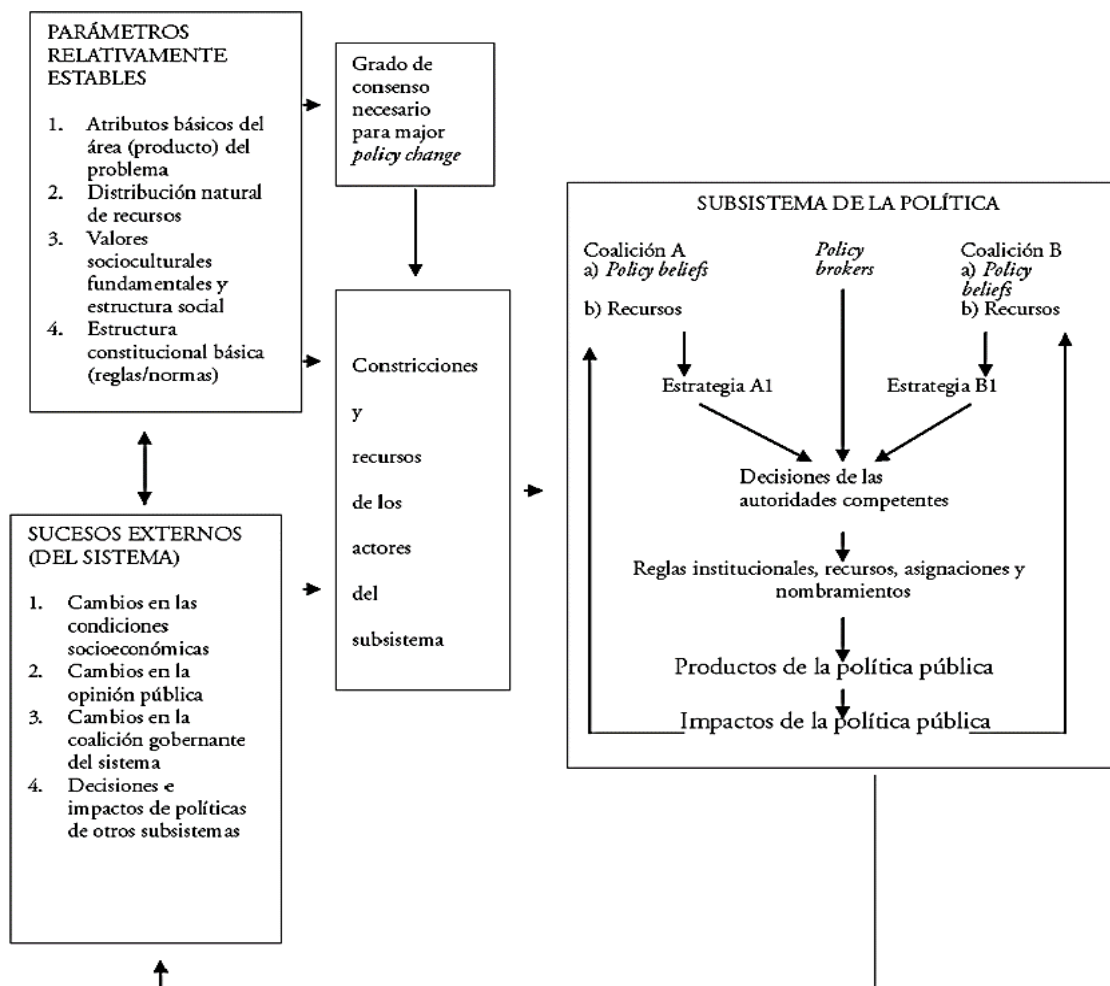 PARÁMETROS
RELATIVAMENTE
ESTABLES
1. Atributos básicos del
área (producto) del
problema
2. Distribución natural
de recursos
3. Valores
socioculturales
fundamentales y
estructura social
4. Estructura
constitucional básica
(reglas/normas)
Grado de
consenso
necesario
para major
policy change
SUCESOS EXTERNOS
(DEL SISTEMA)
1. Cambios en las
condiciones
socioeconómicas
2. Cambios en la
opinión pública
3. Cambios en la
coalición gobernante
del sistema
4. Decisiones e
impactos de políticas
de otros subsistemas
Constricciones
y
recursos
de los
actores
del
subsistema
SUBSISTEMA DE LA POLÍTICA
Coalición A
a) Policy beliefs
b) Recursos
Policy
brokers
Coalición B
a) Policy
beliefs
b) Recursos
Estrategia A1
Estrategia B1
Decisiones de las
autoridades competentes
Reglas institucionales, recursos, asignaciones y
nombramientos
Productos de la política pública
Impactos de la política pública